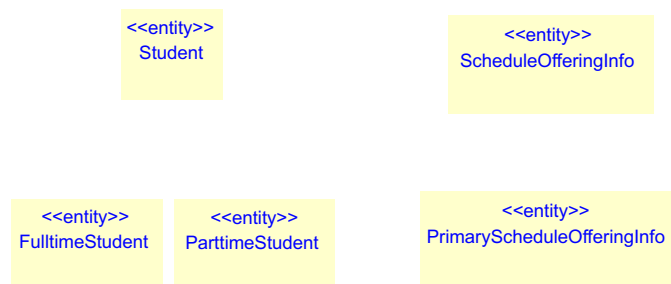 <<entity>>
Student
<<entity>>
ScheduleOfferingInfo
<<entity>>
FulltimeStudent
<<entity>>
ParttimeStudent
<<entity>>
PrimaryScheduleOfferingInfo